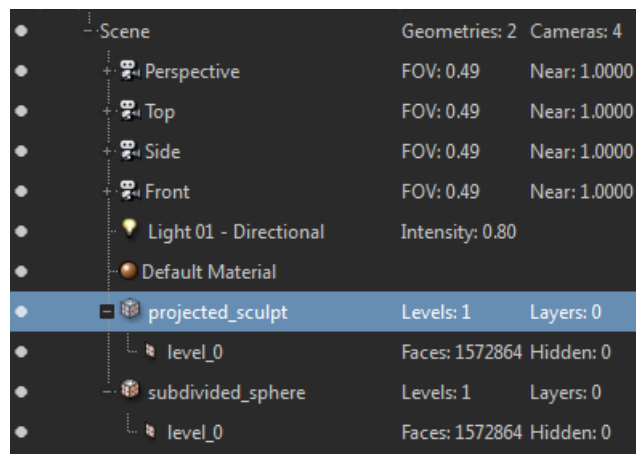 Scene Geometries: 2 Cameras: 4
Perspective FOV: 0.49 Near: 1.0000
Top FOV: 0.49 Near: 1.0000
Side FOV: 0.49 Near: 1.0000
Front FOV: 0.49 Near: 1.0000
Light 01 - Directional Intensity: 0.80
Default Material
projected_sculpt Levels: 1 Layers: 0
level_0 Faces: 1572864 Hidden: 0
subdivided_sphere Levels: 1 Layers: 0
level_0 Faces: 1572864 Hidden: 0